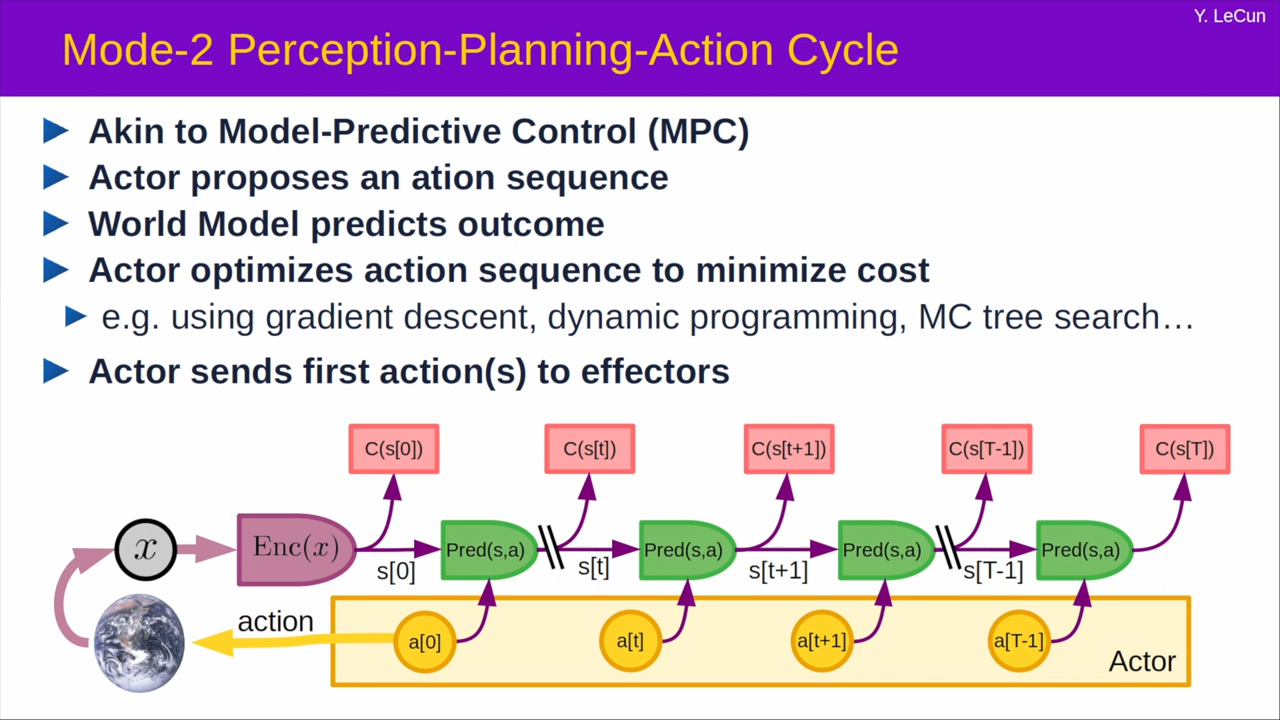 Y. LeCun
Mode-2 Perception-Planning-Action Cycle
Akin to Model-Predictive Control (MPC)
Actor proposes an ation sequence
World Model predicts outcome
Actor optimizes action sequence to minimize cost
e.g. using gradient descent, dynamic programming, MC tree search…
Actor sends first action(s) to effectors
C(s[0]) C(s[t]) C(s[t+1]) C(s[T-1]) C(s[T])
x Enc(x) Pred(s,a) Pred(s,a) Pred(s,a) Pred(s,a)
s[0] s[t] s[t+1] s[T-1]
action
a[0] a[t] a[t+1] a[T-1]
Actor